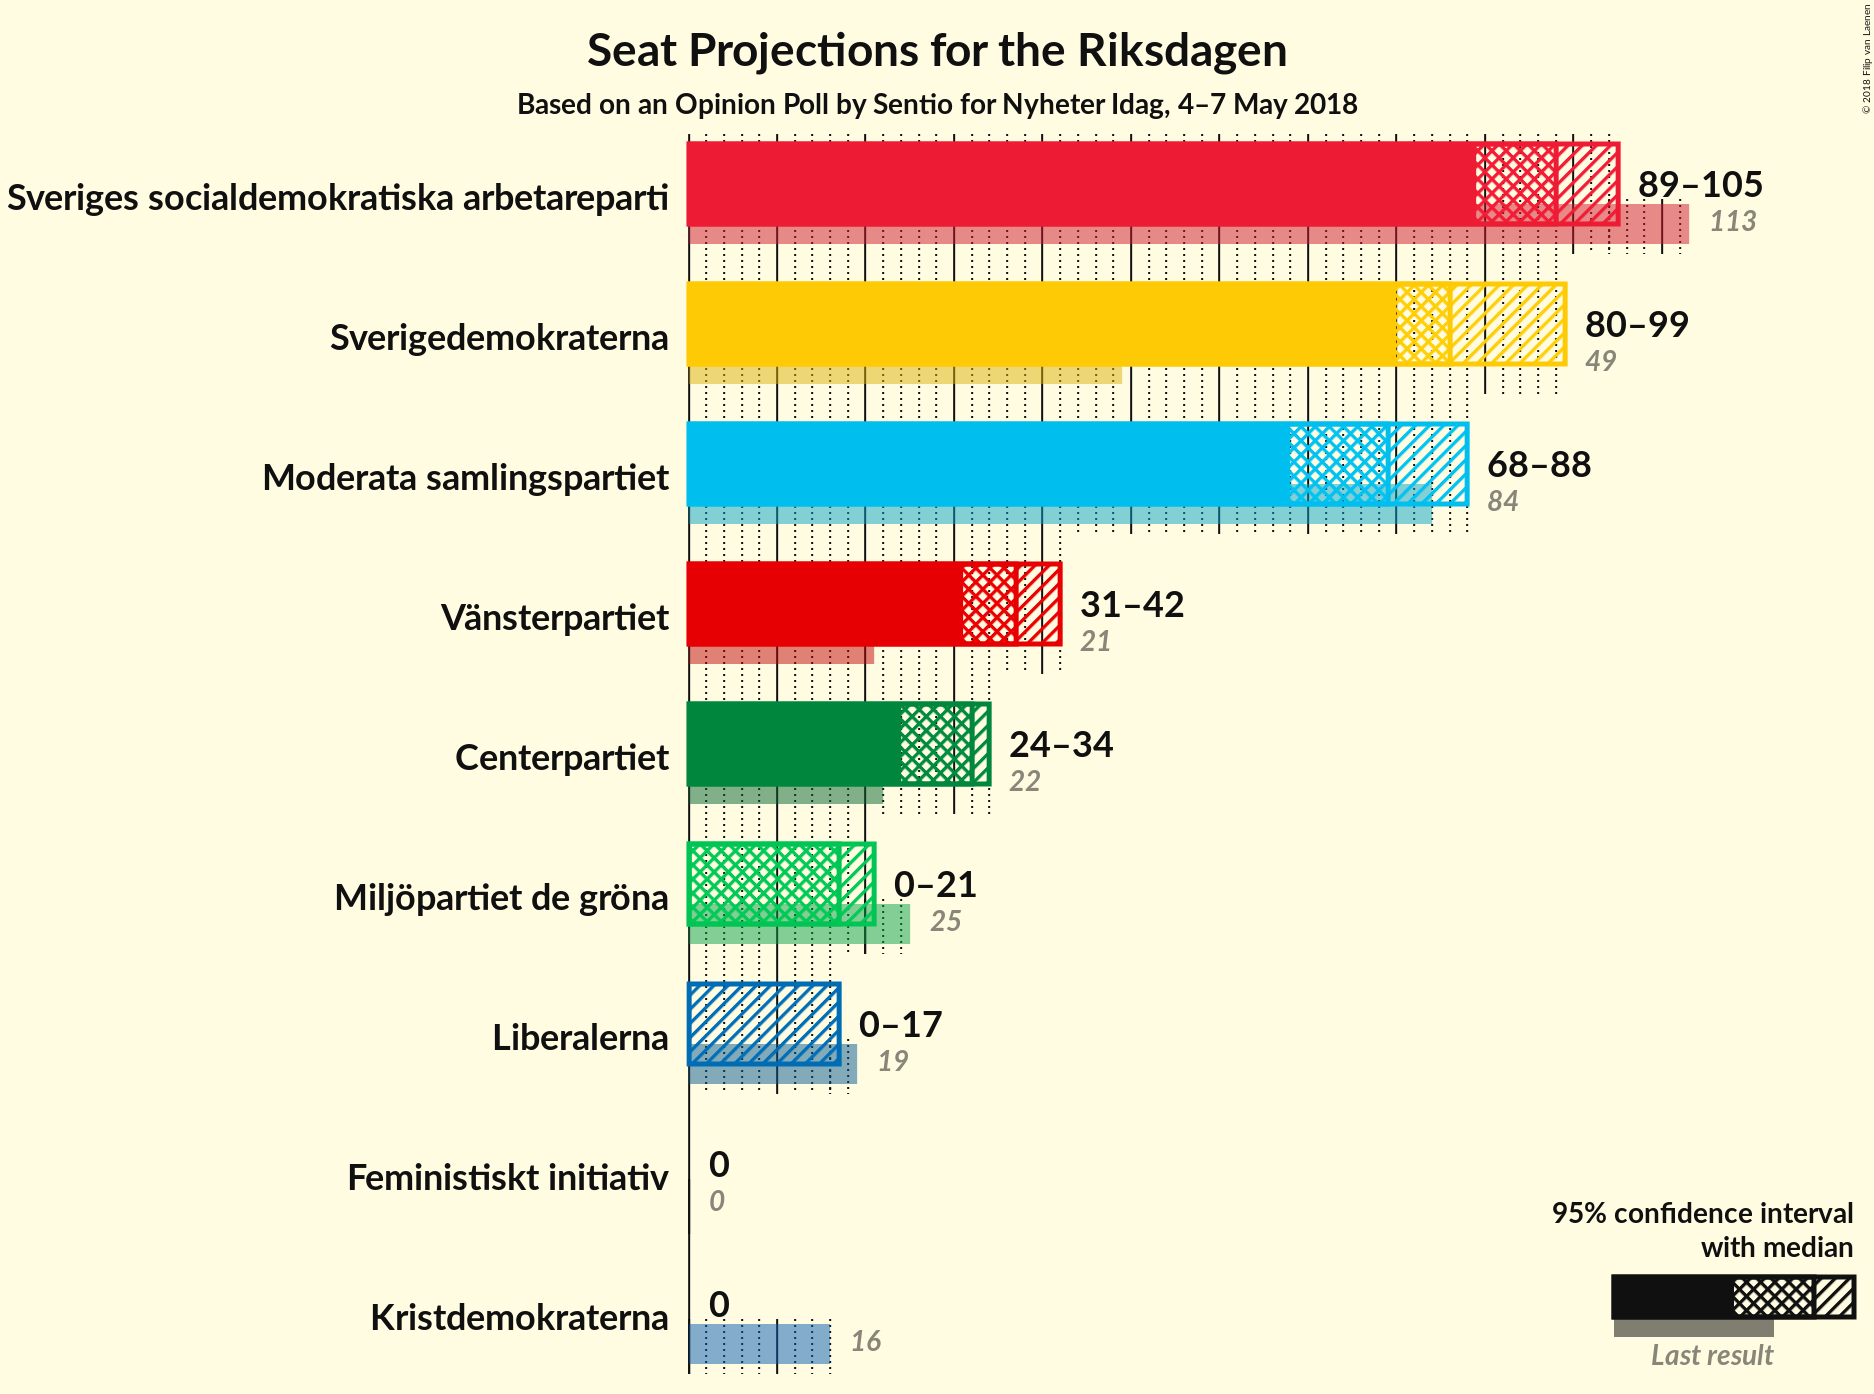 Seat Projections for the Riksdagen
Based on an Opinion Poll by Sentio for Nyheter Idag, 4–7 May 2018
© 2018 Filip van Laenen
Sveriges socialdemokratiska arbetareparti
89–105
113
Sverigedemokraterna
80–99
49
Moderata samlingspartiet
68–88
84
Vänsterpartiet
31–42
21
Centerpartiet
24–34
22
Miljöpartiet de gröna
0–21
25
Liberalerna
0–17
19
Feministiskt initiativ
0
0
Kristdemokraterna
0
16
95% confidence interval
with median
Last result